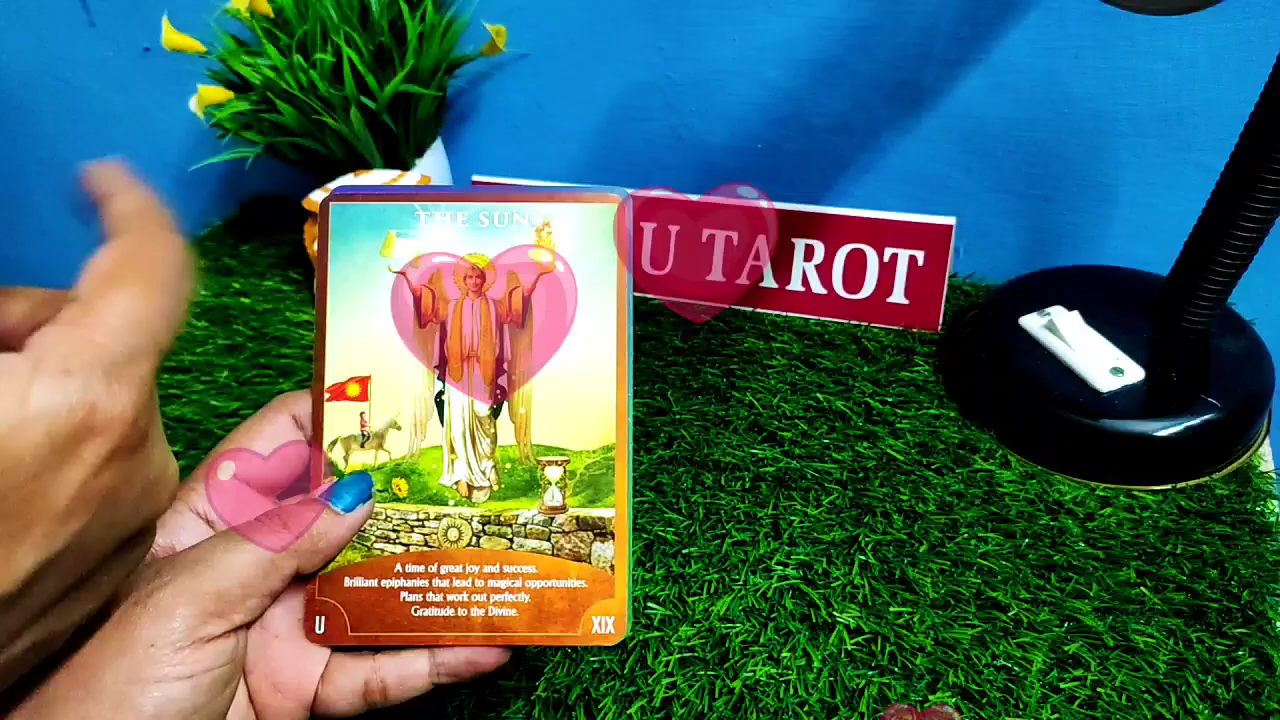 THE SUN
U TAROT
A time of great joy and success.
Brilliant epiphanies that lead to magical opportunities.
Plans that work out perfectly.
Gratitude to the Divine.
U
XIX